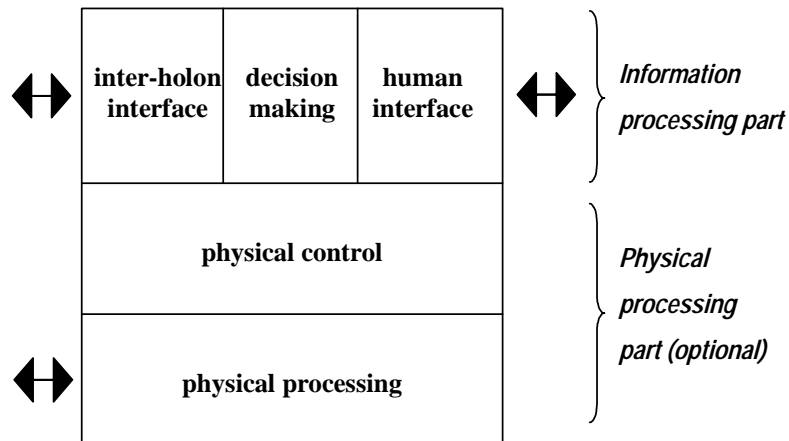 inter-holon
interface
decision
making
human
interface
Information
processing part
physical control
Physical
processing
part (optional)
physical processing